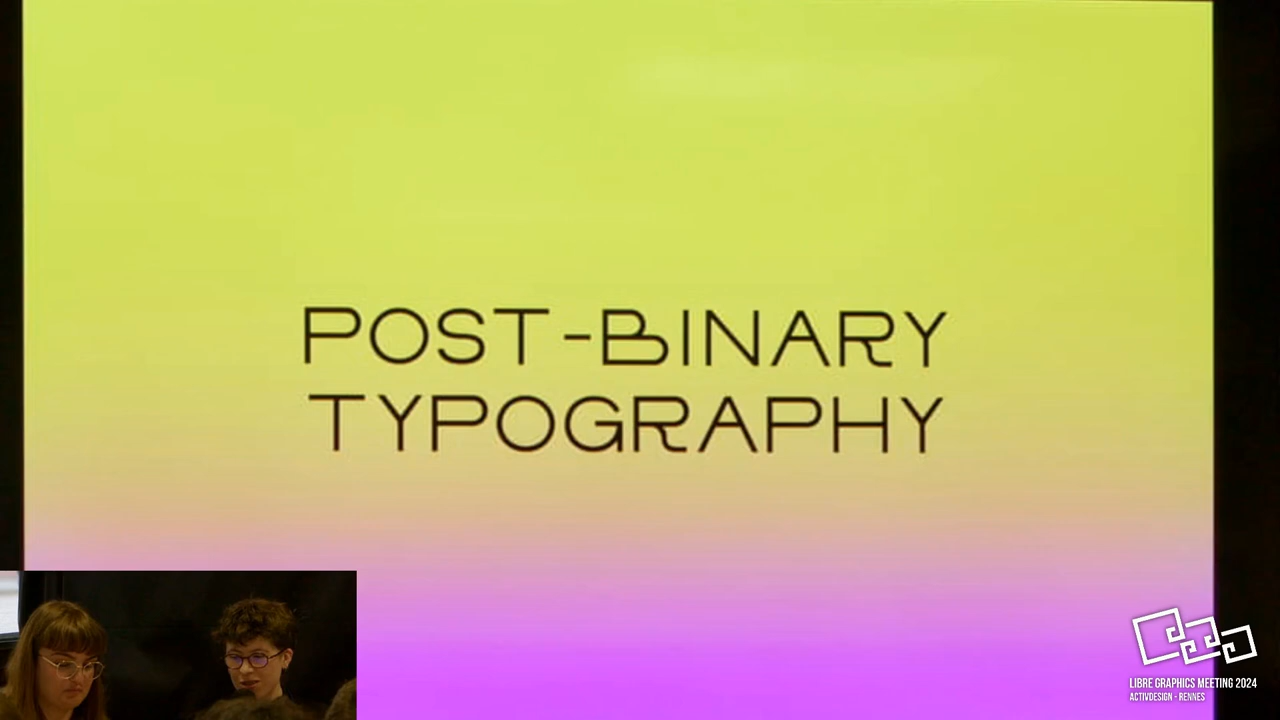 POST-BINARY
TYPOGRAPHY
LIBRE GRAPHICS MEETING 2024
ACTIVDESIGN - RENNES